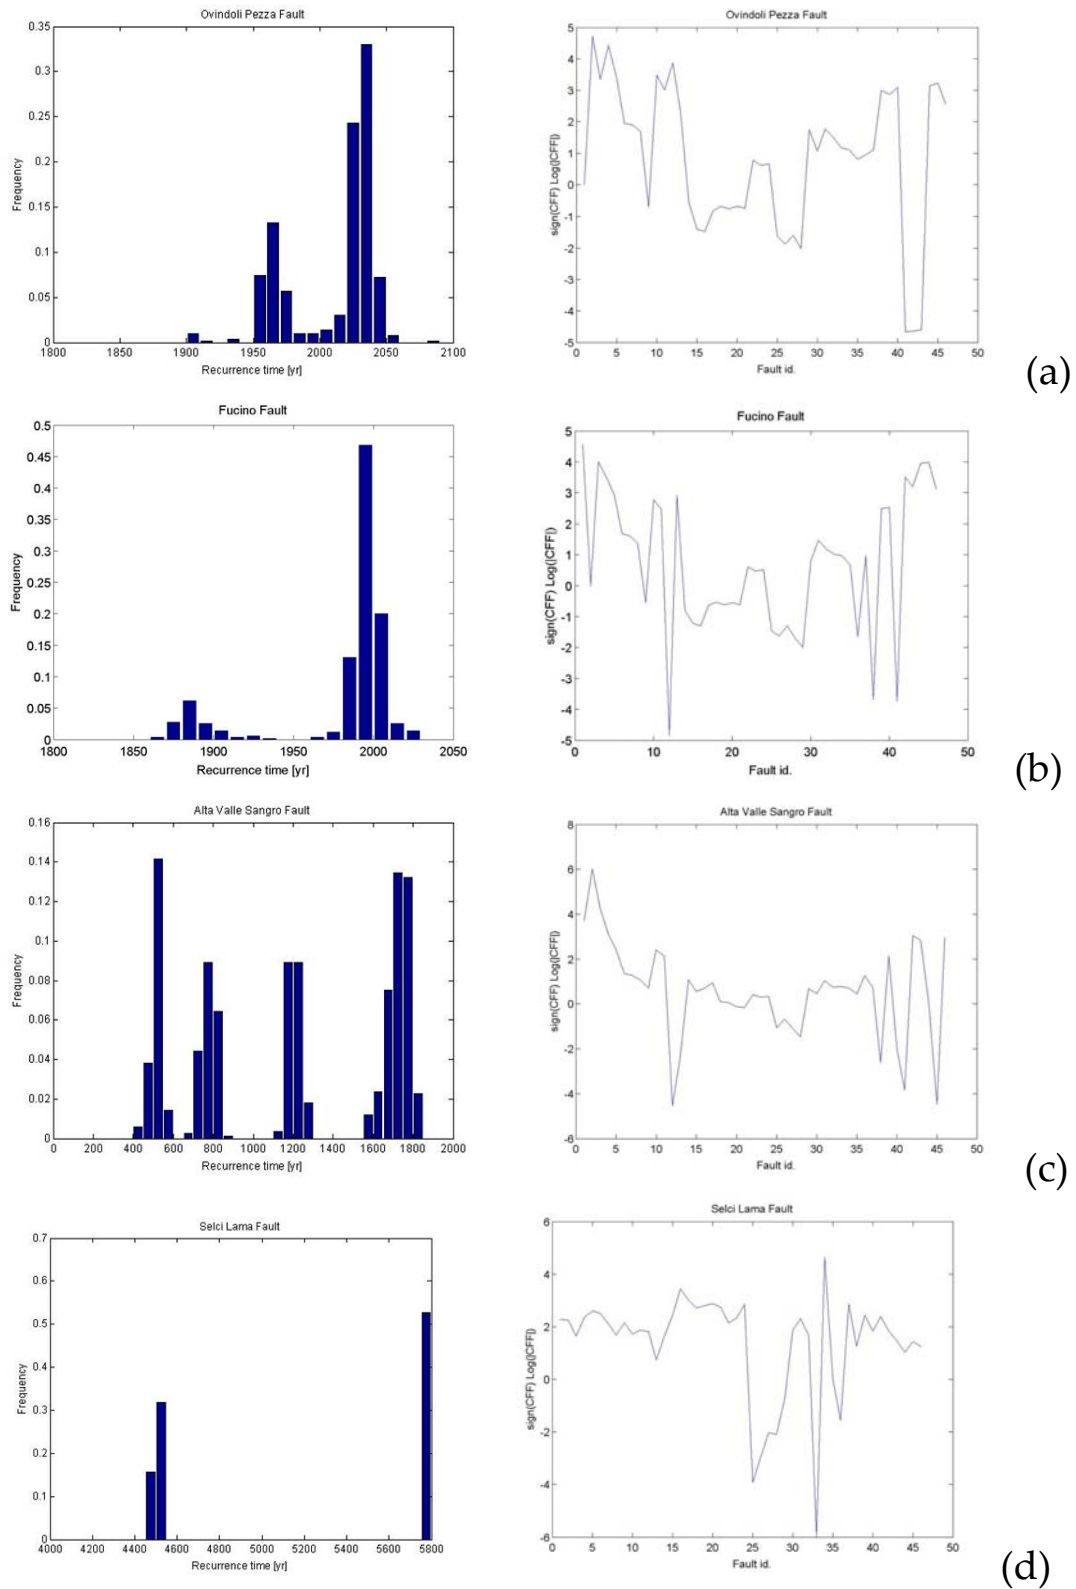 Ovindoli Pezza Fault
0.35
0.3
0.25
0.2
0.15
0.1
0.05
0
Frequency
1800 1850 1900 1950 2000 2050 2100
Recurrence time [yr]
Ovindoli Pezza Fault
5
4
3
2
1
0
-1
-2
-3
-4
-5
sign(CFF) Log(|CFF|)
0 5 10 15 20 25 30 35 40 45 50
Fault id.
(a)
Fucino Fault
0.5
0.45
0.4
0.35
0.3
0.25
0.2
0.15
0.1
0.05
0
Frequency
1800 1850 1900 1950 2000 2050
Recurrence time [yr]
Fucino Fault
5
4
3
2
1
0
-1
-2
-3
-4
-5
sign(CFF) Log(|CFF|)
0 10 20 30 40 50
Fault id.
(b)
Alta Valle Sangro Fault
0.16
0.14
0.12
0.1
0.08
0.06
0.04
0.02
0
Frequency
0 200 400 600 800 1000 1200 1400 1600 1800 2000
Recurrence time [yr]
Alta Valle Sangro Fault
8
6
4
2
0
-2
-4
-6
sign(CFF) Log(|CFF|)
0 5 10 15 20 25 30 35 40 45 50
Fault id.
(c)
Selci Lama Fault
0.7
0.6
0.5
0.4
0.3
0.2
0.1
0
Frequency
4000 4200 4400 4600 4800 5000 5200 5400 5600 5800
Recurrence time [yr]
Selci Lama Fault
6
4
2
0
-2
-4
-6
sign(CFF) Log(|CFF|)
0 5 10 15 20 25 30 35 40 45 50
Fault id.
(d)